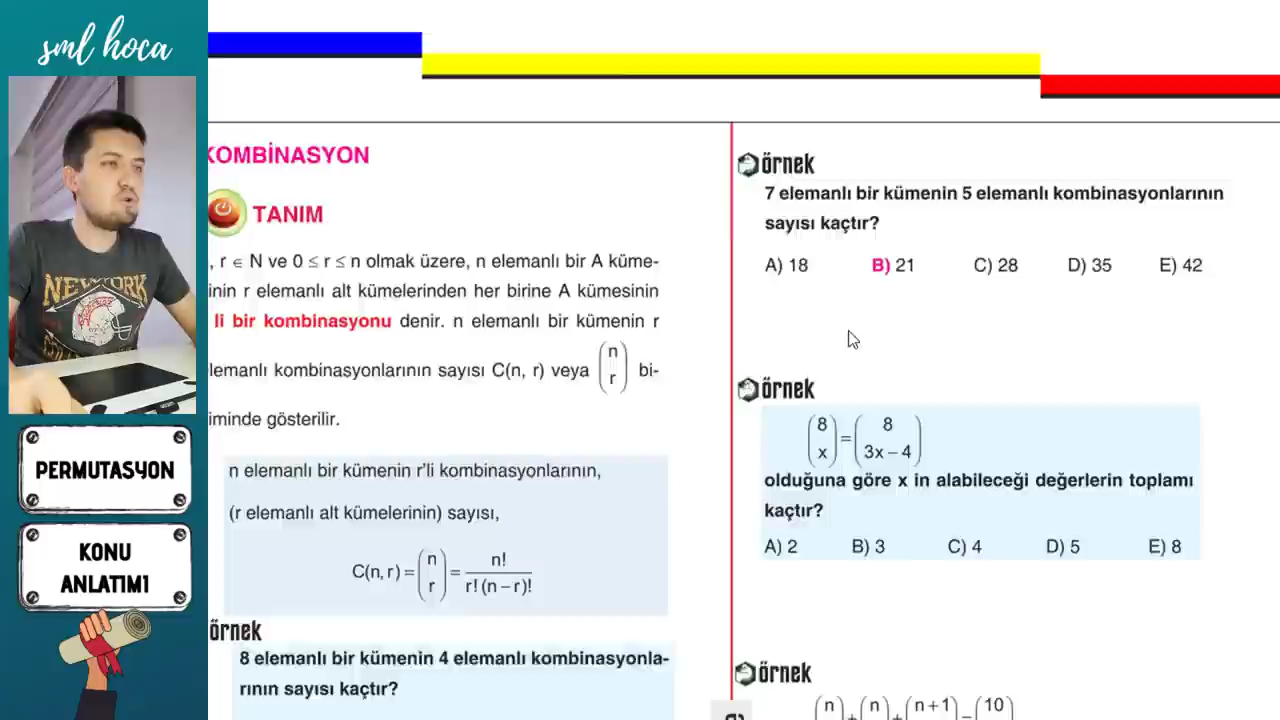 sml hoca
NEW YORK
PERMUTASYON
KONU
ANLATIMI
KOMBİNASYON
TANIM
, r ∈ N ve 0 ≤ r ≤ n olmak üzere, n elemanlı bir A küme-
inin r elemanlı alt kümelerinden her birine A kümesinin
li bir kombinasyonu denir. n elemanlı bir kümenin r
lemanlı kombinasyonlarının sayısı C(n, r) veya (n r) bi-
iminde gösterilir.
n elemanlı bir kümenin r'li kombinasyonlarının,
(r elemanlı alt kümelerinin) sayısı,
C(n, r) = (n r) = n! / r! (n – r)!
örnek
8 elemanlı bir kümenin 4 elemanlı kombinasyonla-
rının sayısı kaçtır?
örnek
7 elemanlı bir kümenin 5 elemanlı kombinasyonlarının
sayısı kaçtır?
A) 18 B) 21 C) 28 D) 35 E) 42
örnek
(8 x) = (8 3x – 4)
olduğuna göre x in alabileceği değerlerin toplamı
kaçtır?
A) 2 B) 3 C) 4 D) 5 E) 8
örnek
(n + (n + (n + 1 = (10